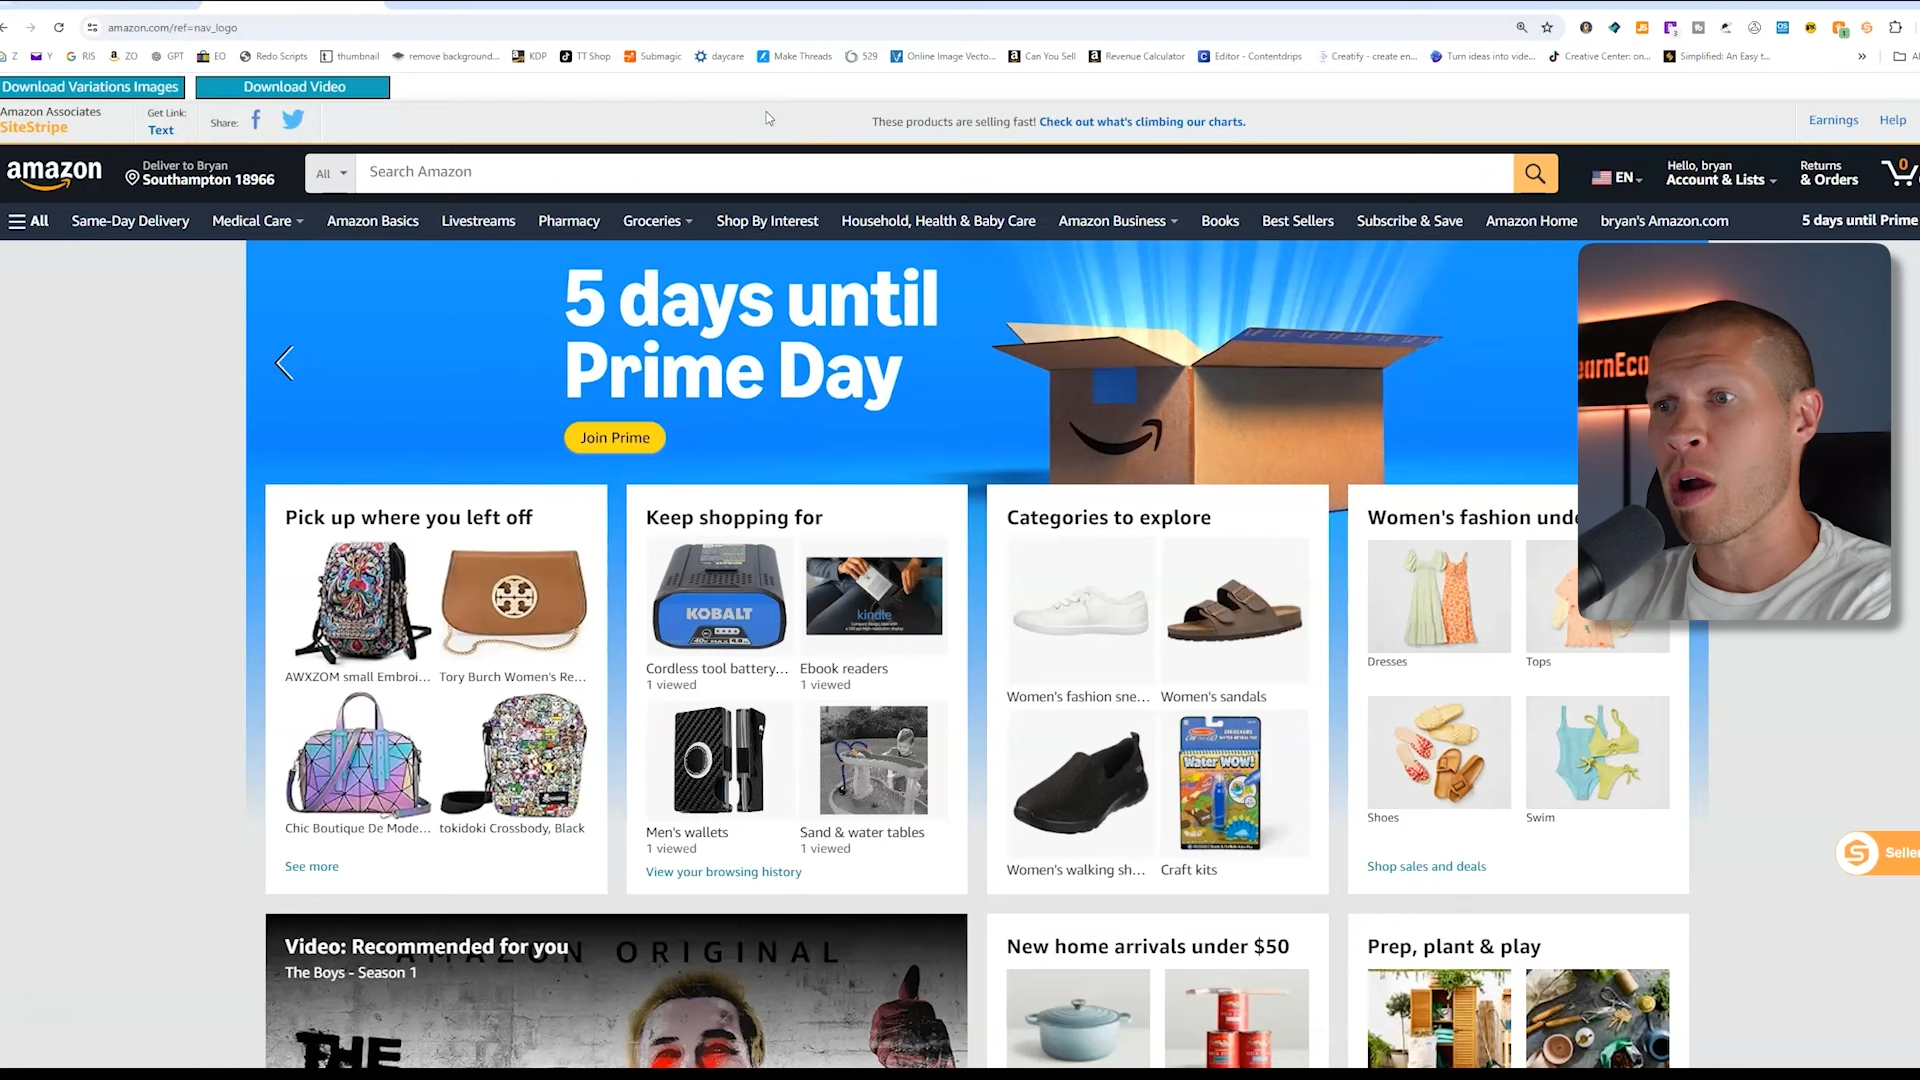 amazon.com/ref=nav_logo
Z
Y
RIS
ZO
GPT
EO
Redo Scripts
thumbnail
remove background...
KDP
TT Shop
Submagic
daycare
Make Threads
529
Online Image Vecto...
Can You Sell
Revenue Calculator
Editor - Contentdrips
Creatify - create en...
Turn ideas into vide...
Creative Center: on...
Simplified: An Easy t...
»
Download Variations Images
Download Video
Amazon Associates
SiteStripe
Get Link:
Text
Share:
These products are selling fast! Check out what's climbing our charts.
Earnings
Help
amazon
Deliver to Bryan
Southampton 18966
All
Search Amazon
EN
Hello, bryan
Account & Lists
Returns
& Orders
0
All
Same-Day Delivery
Medical Care
Amazon Basics
Livestreams
Pharmacy
Groceries
Shop By Interest
Household, Health & Baby Care
Amazon Business
Books
Best Sellers
Subscribe & Save
Amazon Home
bryan's Amazon.com
5 days until Prime
5 days until
Prime Day
Join Prime
Pick up where you left off
AWXZOM small Embroi...
Tory Burch Women's Re...
Chic Boutique De Mode...
tokidoki Crossbody, Black
See more
Keep shopping for
KOBALT
kindle
Cordless tool battery...
1 viewed
Ebook readers
1 viewed
Men's wallets
1 viewed
Sand & water tables
1 viewed
View your browsing history
Categories to explore
Women's fashion sne...
Women's sandals
Water WOW!
Women's walking sh...
Craft kits
Women's fashion unde
Dresses
Tops
Shoes
Swim
Shop sales and deals
earnEco
Seller
Video: Recommended for you
The Boys - Season 1
AMAZON ORIGINAL
THE
New home arrivals under $50
Prep, plant & play